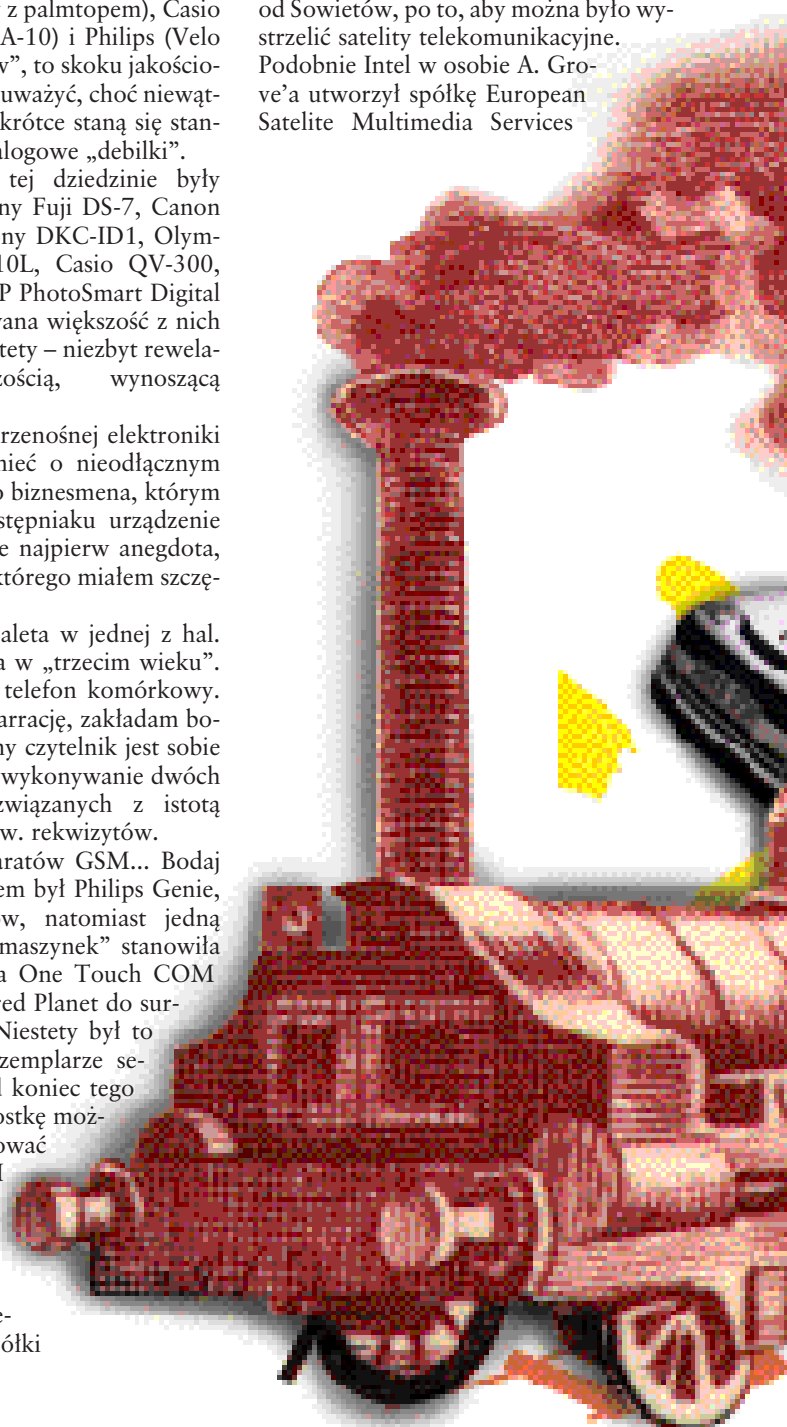 z palmtopem), Casio
A-10) i Philips (Velo
w”, to skoku jakościo-
uważyć, choć niewąt-
krótce staną się stan-
alogowe „debilki”.
tej dziedzinie były
ny Fuji DS-7, Canon
ny DKC-ID1, Olym-
10L, Casio QV-300,
P PhotoSmart Digital
wana większość z nich
tety – niezbyt rewela-
zością, wynoszącą
rzenośnej elektroniki
nieć o nieodłącznym
o biznesmena, którym
stępniaku urządzenie
e najpierw anegdota,
którego miałem szczę-
aleta w jednej z hal.
a w „trzecim wieku”.
telefon komórkowy.
arrację, zakładam bo-
ny czytelnik jest sobie
wykonywanie dwóch
związanych z istotą
w. rekwizytów.
aratów GSM... Bodaj
em był Philips Genie,
ów, natomiast jedną
maszynek” stanowiła
a One Touch COM
red Planet do sur-
Niestety był to
zemplarze se-
d koniec tego
ostkę moż-
ować
e-
ółki
od Sowietów, po to, aby można było wy-
strzelić satelity telekomunikacyjne.
Podobnie Intel w osobie A. Gro-
ve’a utworzył spółkę European
Satelite Multimedia Services